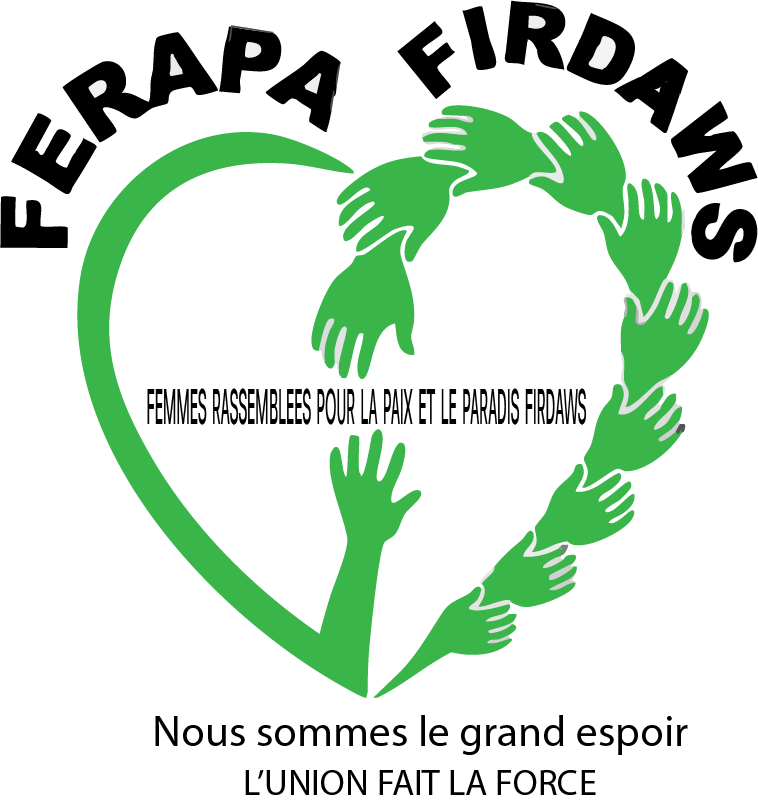 FERAPA FIRDAWS
FEMMES RASSEMBLEES POUR LA PAIX ET LE PARADIS FIRDAWS
Nous sommes le grand espoir
L'UNION FAIT LA FORCE